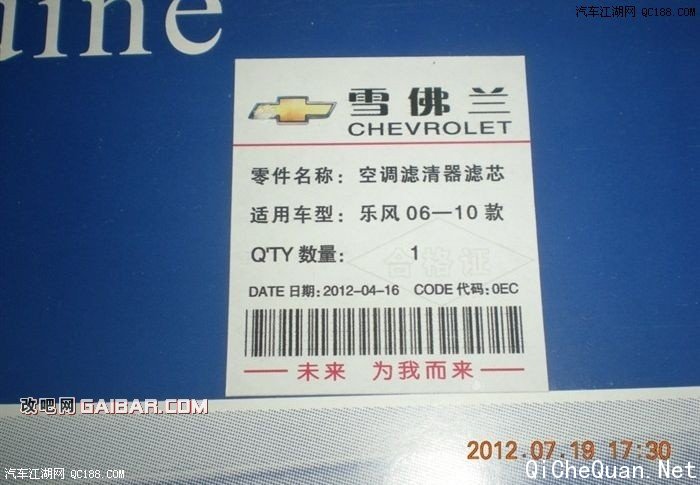 汽车江湖网 QC188.COM
uine
雪佛兰
CHEVROLET
零件名称：空调滤清器滤芯
适用车型：乐风 06—10 款
Q'TY 数量： 1
合格证
DATE 日期：2012-04-16 CODE 代码：0EC
未来 为我而来
改吧网 GAIBAR.COM
2012.07.19 17:30
汽车江湖网 QC188.COM
QiCheQuan.Net